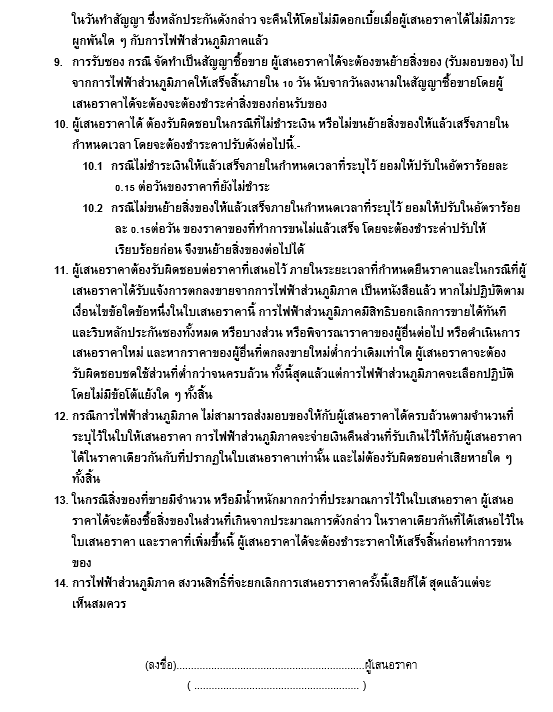 ในวันทำสัญญา ซึ่งหลักประกันดังกล่าว จะคืนให้โดยไม่มีดอกเบี้ยเมื่อผู้เสนอราคาได้ไม่มีภาระ
ผูกพันใด ๆ กับการไฟฟ้าส่วนภูมิภาคแล้ว
9. การรับซอง กรณี จัดทำเป็นสัญญาซื้อขาย ผู้เสนอราคาได้จะต้องขนย้ายสิ่งของ (รับมอบของ) ไป
จากการไฟฟ้าส่วนภูมิภาคให้เสร็จสิ้นภายใน 10 วัน นับจากวันลงนามในสัญญาซื้อขายโดยผู้
เสนอราคาได้จะต้องจะต้องชำระค่าสิ่งของก่อนรับของ
10. ผู้เสนอราคาได้ ต้องรับผิดชอบในกรณีที่ไม่ชำระเงิน หรือไม่ขนย้ายสิ่งของให้แล้วเสร็จภายใน
กำหนดเวลา โดยจะต้องชำระค่าปรับดังต่อไปนี้.-
10.1 กรณีไม่ชำระเงินให้แล้วเสร็จภายในกำหนดเวลาที่ระบุไว้ ยอมให้ปรับในอัตราร้อยละ
0.15 ต่อวันของราคาที่ยังไม่ชำระ
10.2 กรณีไม่ขนย้ายสิ่งของให้แล้วเสร็จภายในกำหนดเวลาที่ระบุไว้ ยอมให้ปรับในอัตราร้อย
ละ 0.15ต่อวัน ของราคาของที่ทำการขนไม่แล้วเสร็จ โดยจะต้องชำระค่าปรับให้
เรียบร้อยก่อน จึงขนย้ายสิ่งของต่อไปได้
11. ผู้เสนอราคาต้องรับผิดชอบต่อราคาที่เสนอไว้ ภายในระยะเวลาที่กำหนดยืนราคาและในกรณีที่ผู้
เสนอราคาได้รับแจ้งการตกลงขายจากการไฟฟ้าส่วนภูมิภาค เป็นหนังสือแล้ว หากไม่ปฏิบัติตาม
เงื่อนไขข้อใดข้อหนึ่งในใบเสนอราคานี้ การไฟฟ้าส่วนภูมิภาคมีสิทธิบอกเลิกการขายได้ทันที
และริบหลักประกันซองทั้งหมด หรือบางส่วน หรือพิจารณาราคาของผู้อื่นต่อไป หรือดำเนินการ
เสนอราคาใหม่ และหากราคาของผู้อื่นที่ตกลงขายใหม่ต่ำกว่าเดิมเท่าใด ผู้เสนอราคาจะต้อง
รับผิดชอบชดใช้ส่วนที่ต่ำกว่าจนครบถ้วน ทั้งนี้สุดแล้วแต่การไฟฟ้าส่วนภูมิภาคจะเลือกปฏิบัติ
โดยไม่มีข้อโต้แย้งใด ๆ ทั้งสิ้น
12. กรณีการไฟฟ้าส่วนภูมิภาค ไม่สามารถส่งมอบของให้กับผู้เสนอราคาได้ครบถ้วนตามจำนวนที่
ระบุไว้ในใบให้เสนอราคา การไฟฟ้าส่วนภูมิภาคจะจ่ายเงินคืนส่วนที่รับเกินไว้ให้กับผู้เสนอราคา
ได้ในราคาเดียวกันกับที่ปรากฏในใบเสนอราคาเท่านั้น และไม่ต้องรับผิดชอบค่าเสียหายใด ๆ
ทั้งสิ้น
13. ในกรณีสิ่งของที่ขายมีจำนวน หรือมีน้ำหนักมากกว่าที่ประมาณการไว้ในใบเสนอราคา ผู้เสนอ
ราคาได้จะต้องซื้อสิ่งของในส่วนที่เกินจากประมาณการดังกล่าว ในราคาเดียวกันที่ได้เสนอไว้ใน
ใบเสนอราคา และราคาที่เพิ่มขึ้นนี้ ผู้เสนอราคาได้จะต้องชำระราคาให้เสร็จสิ้นก่อนทำการขน
ของ
14. การไฟฟ้าส่วนภูมิภาค สงวนสิทธิ์ที่จะยกเลิกการเสนอราราคาครั้งนี้เสียก็ได้ สุดแล้วแต่จะ
เห็นสมควร
(ลงชื่อ)................................................................ผู้เสนอราคา
( ......................................................... )